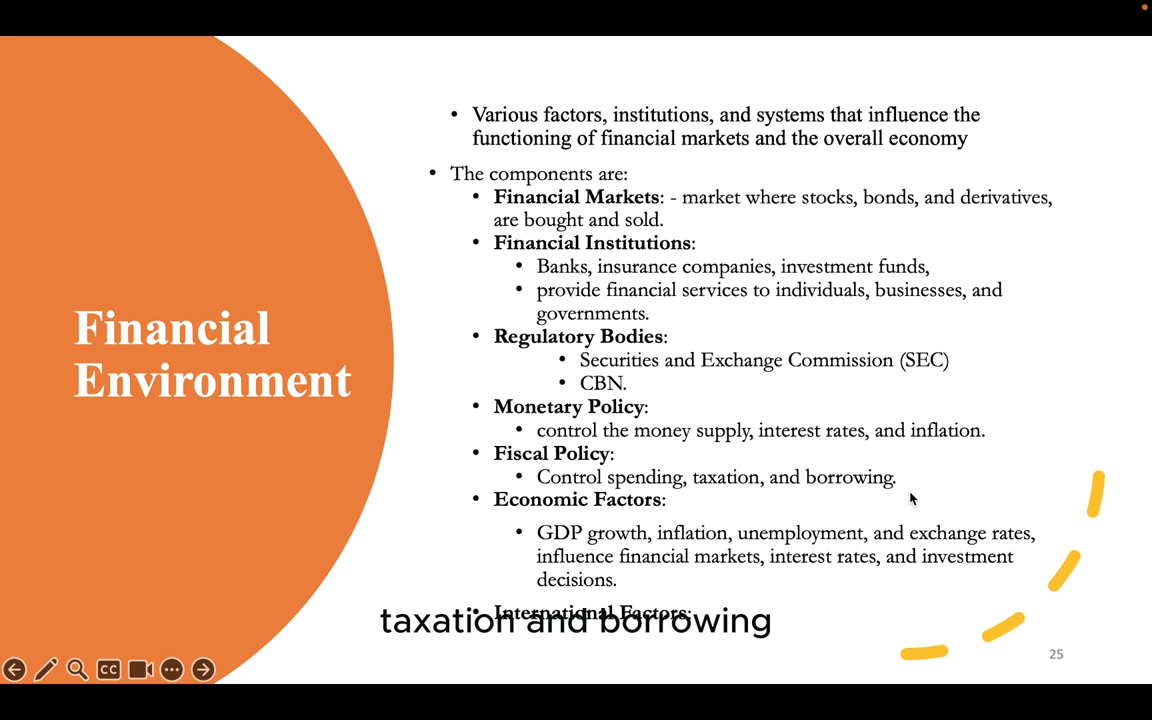 Financial
Environment
• Various factors, institutions, and systems that influence the
functioning of financial markets and the overall economy
• The components are:
• Financial Markets: - market where stocks, bonds, and derivatives,
are bought and sold.
• Financial Institutions:
• Banks, insurance companies, investment funds,
• provide financial services to individuals, businesses, and
governments.
• Regulatory Bodies:
• Securities and Exchange Commission (SEC)
• CBN.
• Monetary Policy:
• control the money supply, interest rates, and inflation.
• Fiscal Policy:
• Control spending, taxation, and borrowing.
• Economic Factors:
• GDP growth, inflation, unemployment, and exchange rates,
influence financial markets, interest rates, and investment
decisions.
• International Factors:
taxation and borrowing
25
CC